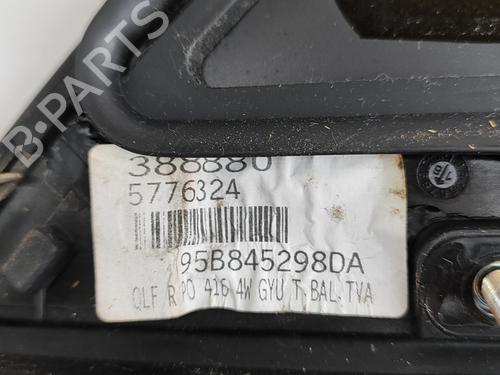 B-PARTS
388880
5776324
95B845298DA
QLF R PO 416 4W GYU T.BAL.TVA